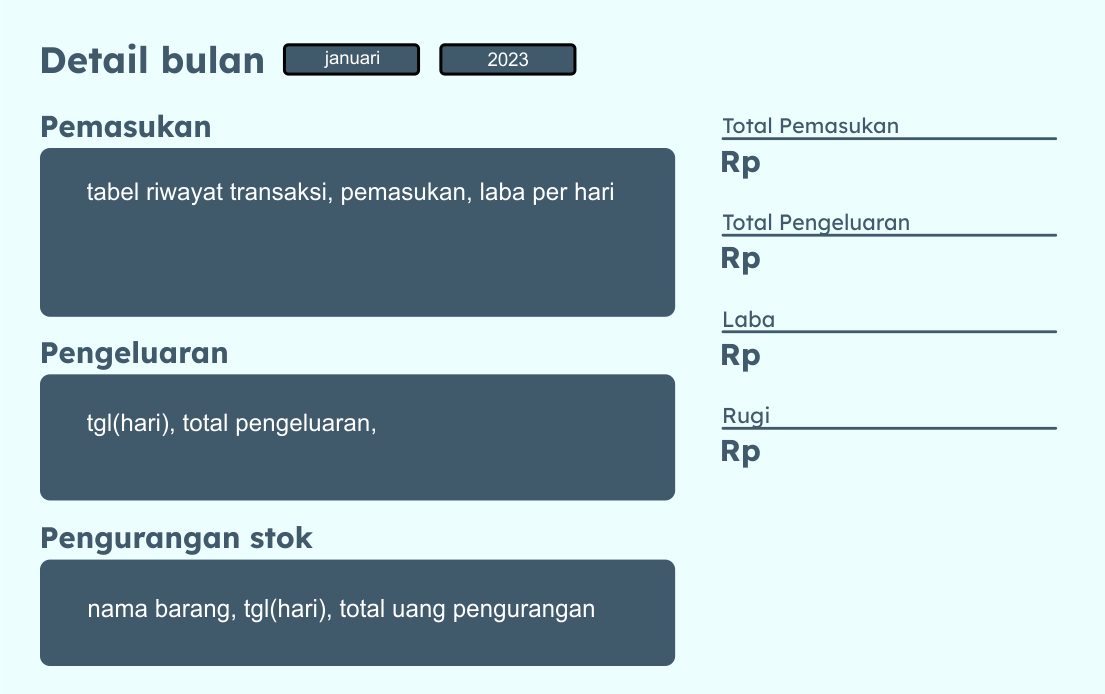 Detail bulan
januari
2023
Pemasukan
tabel riwayat transaksi, pemasukan, laba per hari
Pengeluaran
tgl(hari), total pengeluaran,
Pengurangan stok
nama barang, tgl(hari), total uang pengurangan
Total Pemasukan
Rp
Total Pengeluaran
Rp
Laba
Rp
Rugi
Rp